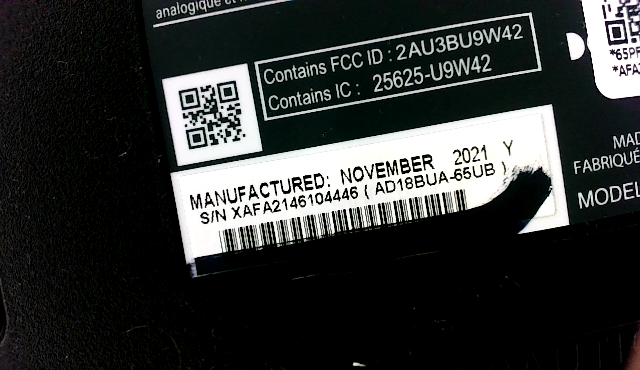 analogique et
Contains FCC ID : 2AU3BU9W42
Contains IC : 25625-U9W42
MANUFACTURED: NOVEMBER 2021 Y
S/N XAFA2146104446 ( AD18BUA-65UB )
*65PF
*AFA
MAD
FABRIQUÉ
MODEL